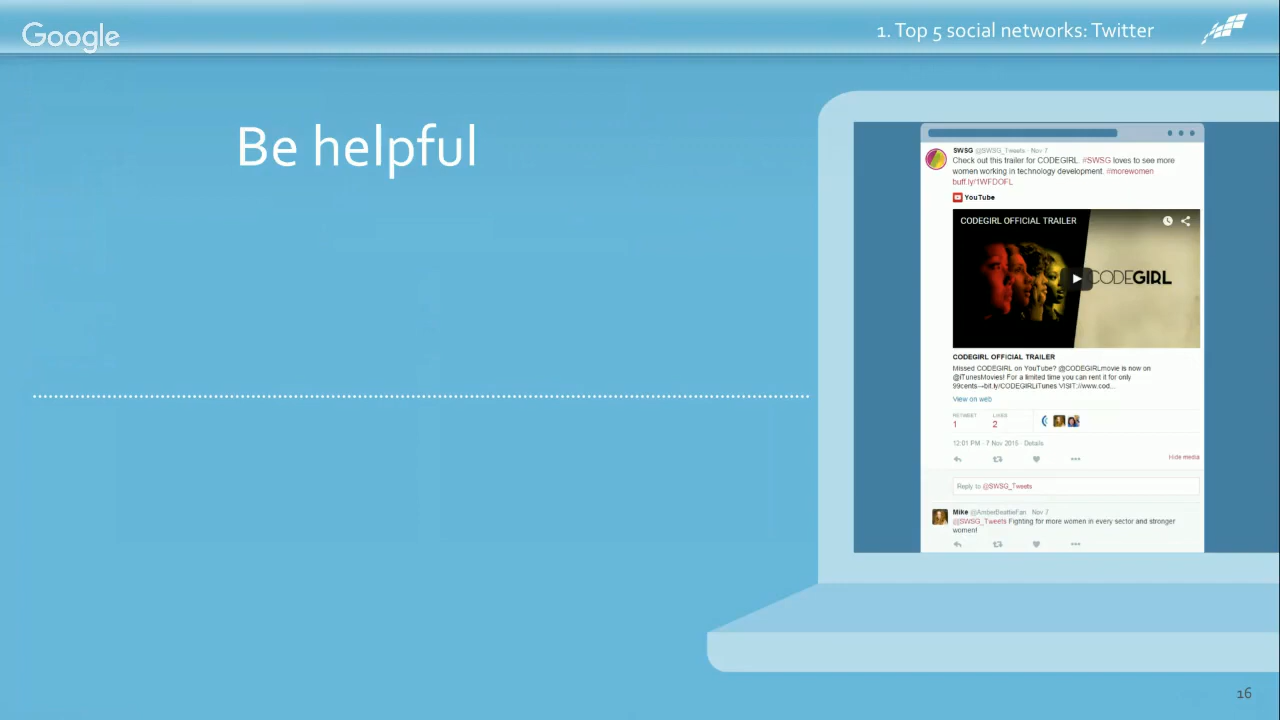 Google
1. Top 5 social networks: Twitter
Be helpful
SWSG @SWSG_Tweets · Nov 7
Check out this trailer for CODEGIRL. #SWSG loves to see more
women working in technology development. #morewomen
buff.ly/1WFDOFL
YouTube
CODEGIRL OFFICIAL TRAILER
CODEGIRL
CODEGIRL OFFICIAL TRAILER
Missed CODEGIRL on YouTube? @CODEGIRLmovie is now on
@iTunesMovies! For a limited time you can rent it for only
99cents→bit.ly/CODEGIRLiTunes VISIT://www.cod...
View on web
RETWEET
1
LIKES
2
12:01 PM - 7 Nov 2015 · Details
Hide media
Reply to @SWSG_Tweets
Mike @AmberBeattieFan · Nov 7
@SWSG_Tweets Fighting for more women in every sector and stronger
women!
16